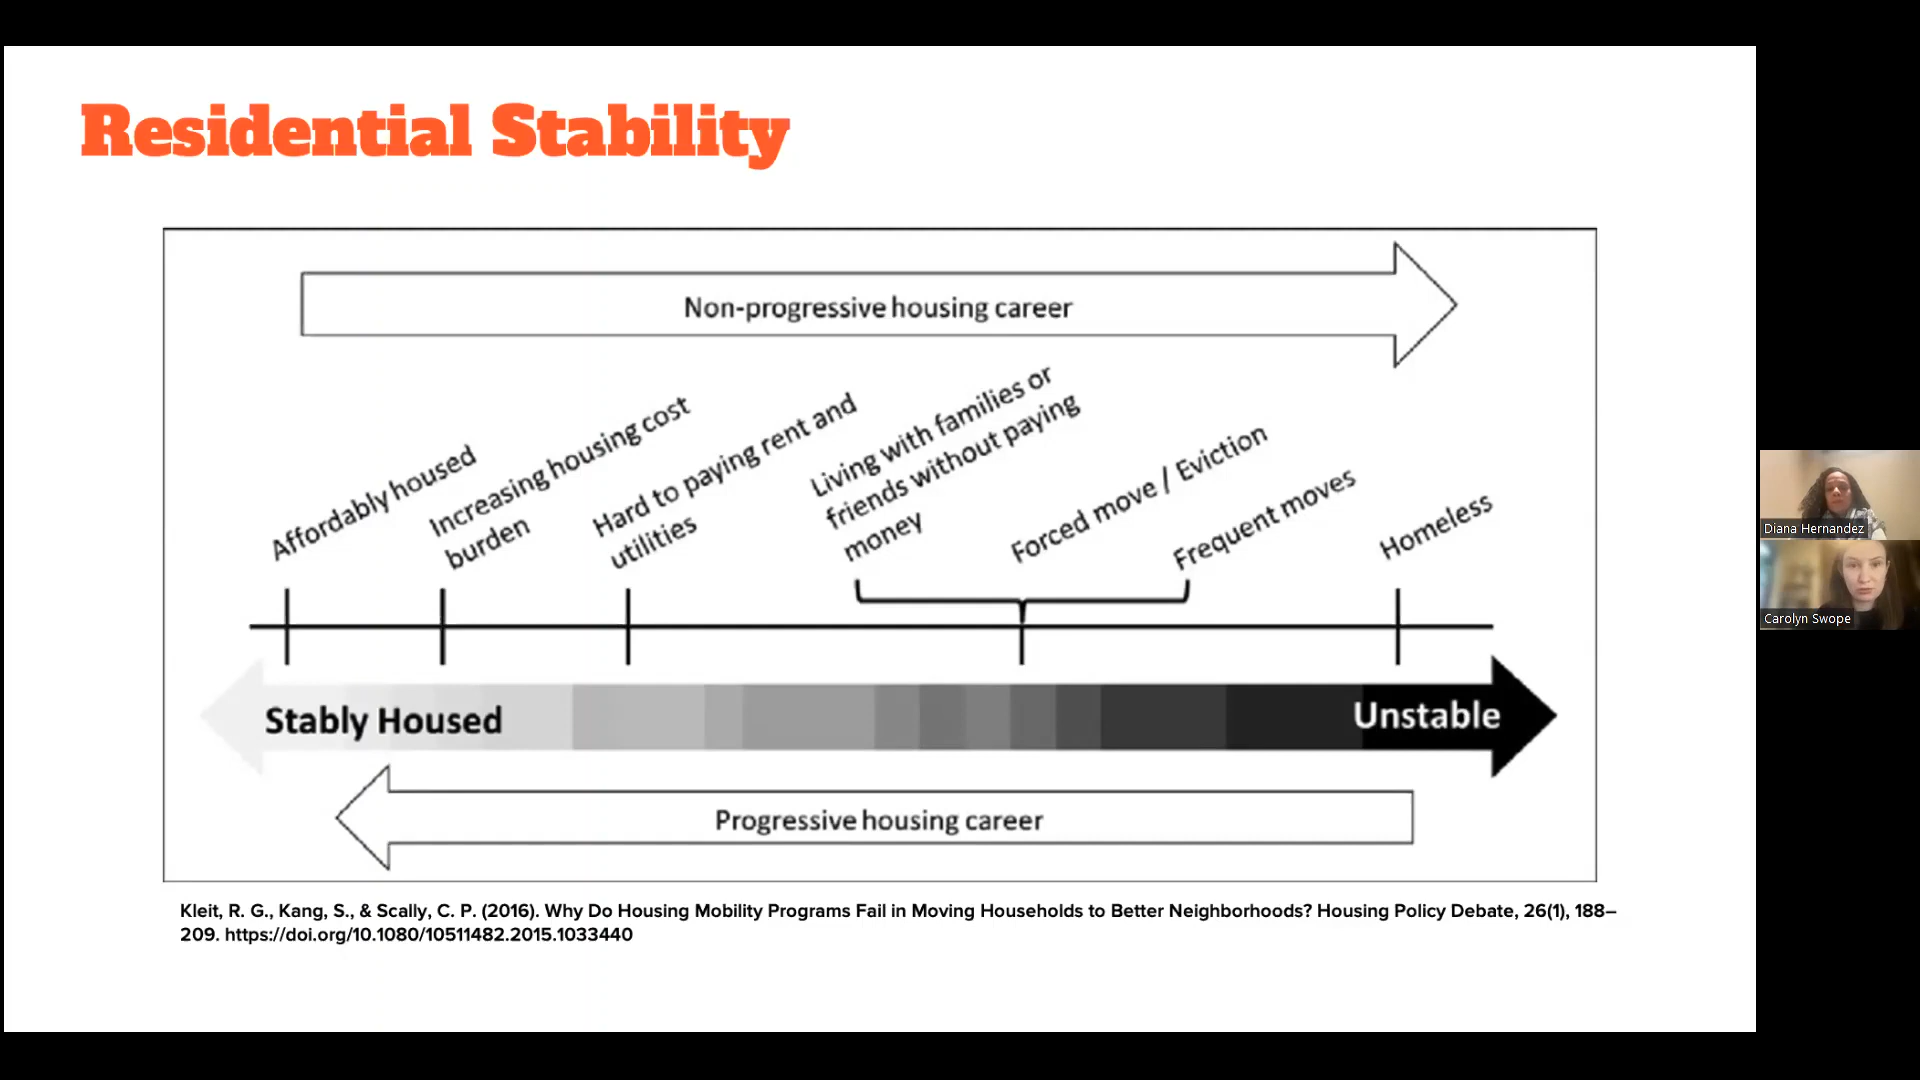 Residential Stability
Non-progressive housing career
Affordably housed
Increasing housing cost
burden
Hard to paying rent and
utilities
Living with families or
friends without paying
money
Forced move / Eviction
Frequent moves
Homeless
Stably Housed
Unstable
Progressive housing career
Kleit, R. G., Kang, S., & Scally, C. P. (2016). Why Do Housing Mobility Programs Fail in Moving Households to Better Neighborhoods? Housing Policy Debate, 26(1), 188–
209. https://doi.org/10.1080/10511482.2015.1033440
Diana Hernandez
Carolyn Swope